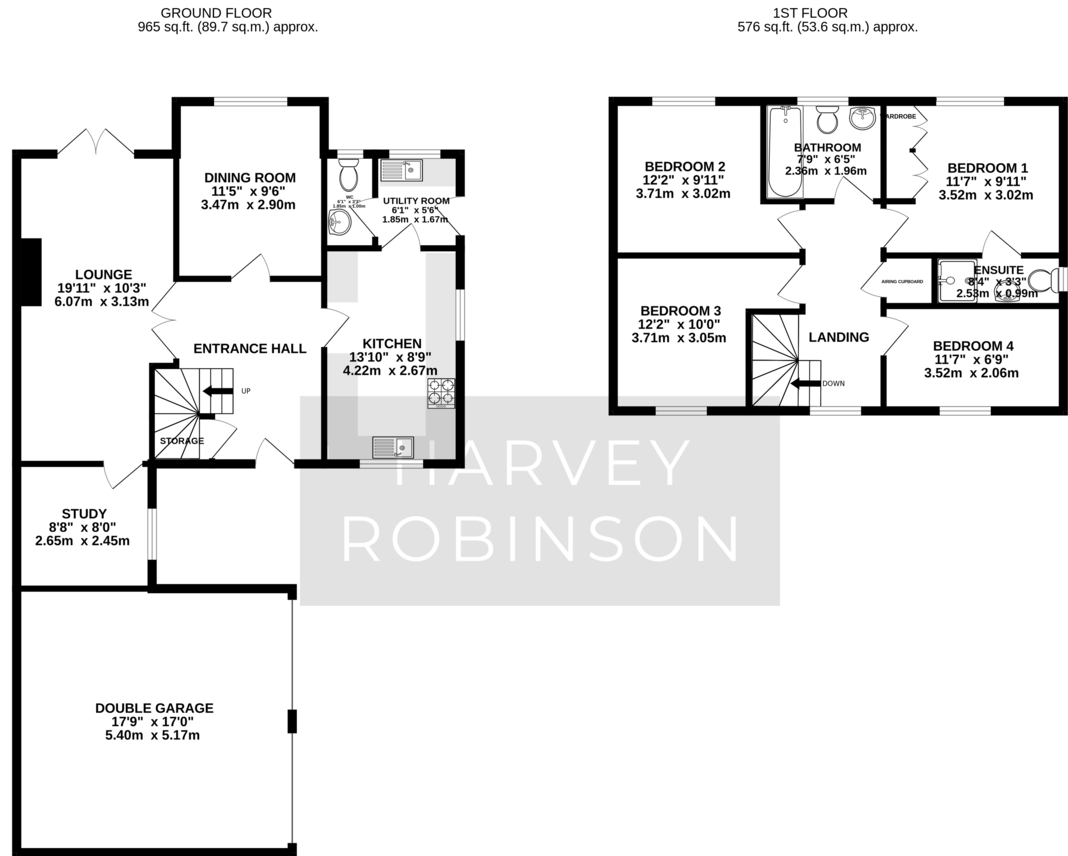 GROUND FLOOR
965 sq.ft. (89.7 sq.m.) approx.
1ST FLOOR
576 sq.ft. (53.6 sq.m.) approx.
DINING ROOM
11'5" x 9'6"
3.47m x 2.90m
WC
UTILITY ROOM
6'1" x 5'6"
1.85m x 1.67m
LOUNGE
19'11" x 10'3"
6.07m x 3.13m
ENTRANCE HALL
KITCHEN
13'10" x 8'9"
4.22m x 2.67m
UP
STORAGE
STUDY
8'8" x 8'0"
2.65m x 2.45m
DOUBLE GARAGE
17'9" x 17'0"
5.40m x 5.17m
BEDROOM 2
12'2" x 9'11"
3.71m x 3.02m
BATHROOM
7'9" x 6'5"
2.36m x 1.96m
WARDROBE
BEDROOM 1
11'7" x 9'11"
3.52m x 3.02m
ENSUITE
8'4" x 3'3"
2.53m x 0.99m
AIRING CUPBOARD
BEDROOM 3
12'2" x 10'0"
3.71m x 3.05m
LANDING
DOWN
BEDROOM 4
11'7" x 6'9"
3.52m x 2.06m
HARVEY
ROBINSON